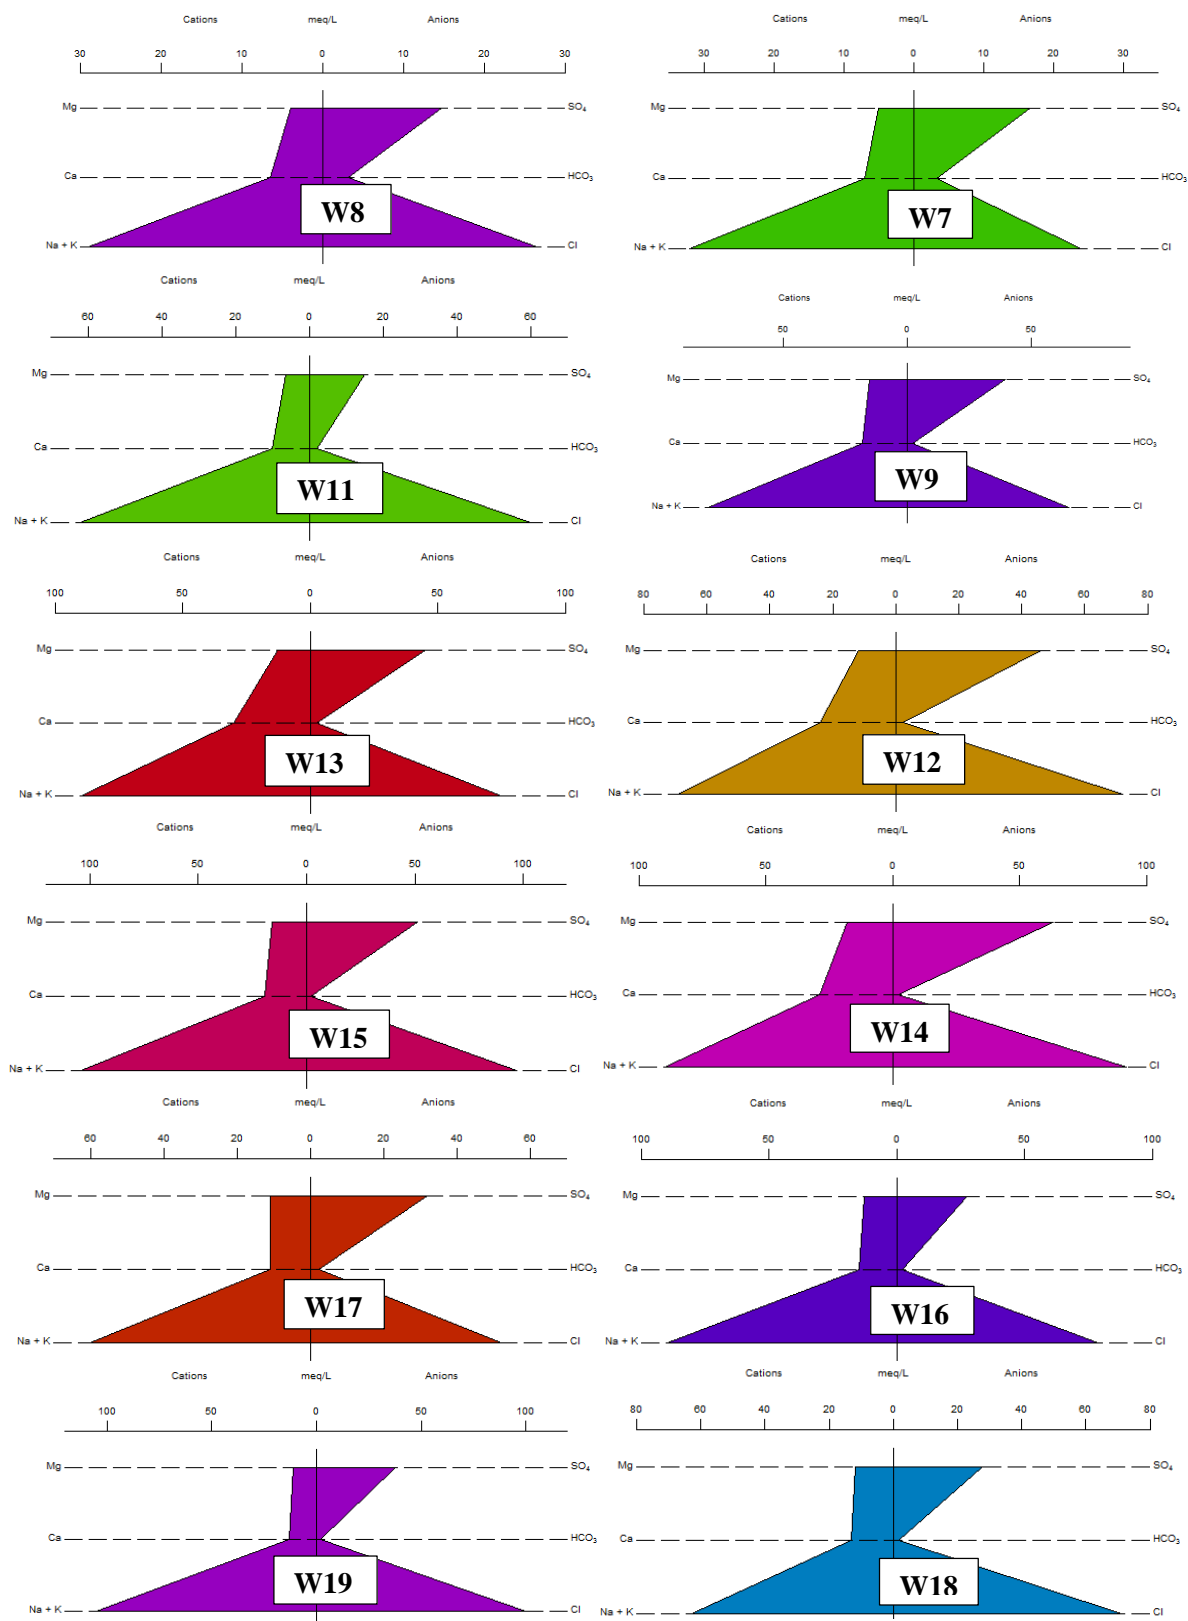 Cations meq/L Anions
30 20 10 0 10 20 30
Mg SO₄
Ca HCO₃
W8
Na + K Cl
Cations meq/L Anions
30 20 10 0 10 20 30
Mg SO₄
Ca HCO₃
W7
Na + K Cl
Cations meq/L Anions
60 40 20 0 20 40 60
Mg SO₄
Ca HCO₃
W11
Na + K Cl
Cations meq/L Anions
50 0 50
Mg SO₄
Ca HCO₃
W9
Na + K Cl
Cations meq/L Anions
100 50 0 50 100
Mg SO₄
Ca HCO₃
W13
Na + K Cl
Cations meq/L Anions
80 60 40 20 0 20 40 60 80
Mg SO₄
Ca HCO₃
W12
Na + K Cl
Cations meq/L Anions
100 50 0 50 100
Mg SO₄
Ca HCO₃
W15
Na + K Cl
Cations meq/L Anions
100 50 0 50 100
Mg SO₄
Ca HCO₃
W14
Na + K Cl
Cations meq/L Anions
60 40 20 0 20 40 60
Mg SO₄
Ca HCO₃
W17
Na + K Cl
Cations meq/L Anions
100 50 0 50 100
Mg SO₄
Ca HCO₃
W16
Na + K Cl
Cations meq/L Anions
100 50 0 50 100
Mg SO₄
Ca HCO₃
W19
Na + K Cl
Cations meq/L Anions
80 60 40 20 0 20 40 60 80
Mg SO₄
Ca HCO₃
W18
Na + K Cl